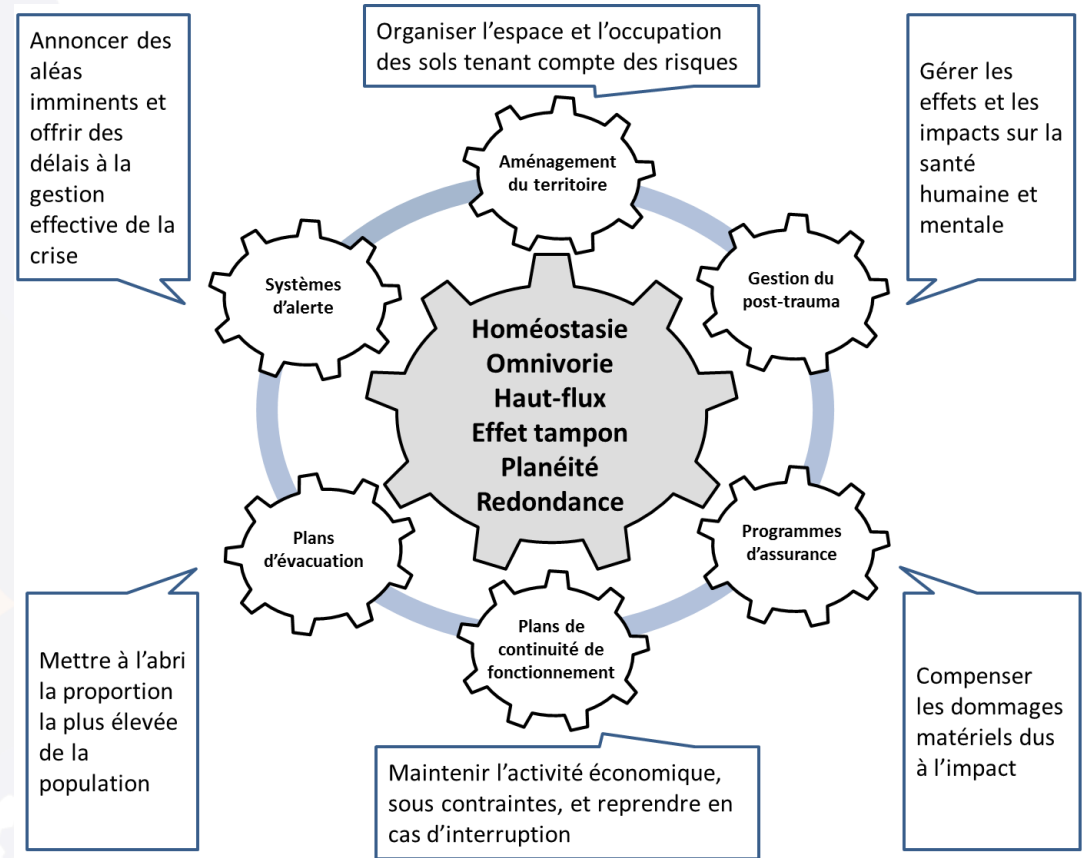 Annoncer des
aléas
imminents et
offrir des
délais à la
gestion
effective de la
crise
Organiser l’espace et l’occupation
des sols tenant compte des risques
Gérer les
effets et les
impacts sur la
santé
humaine et
mentale
Aménagement
du territoire
Systèmes
d’alerte
Gestion du
post-trauma
Homéostasie
Omnivorie
Haut-flux
Effet tampon
Planéité
Redondance
Plans
d’évacuation
Programmes
d’assurance
Plans de
continuité de
fonctionnement
Mettre à l’abri
la proportion
la plus élevée
de la
population
Maintenir l’activité économique,
sous contraintes, et reprendre en
cas d’interruption
Compenser
les dommages
matériels dus
à l’impact